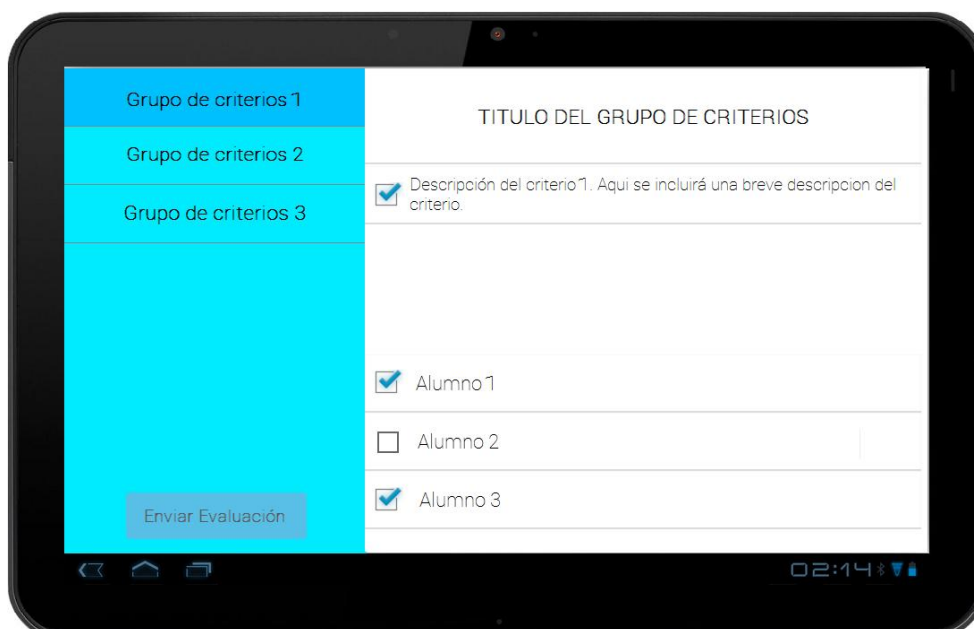 Grupo de criterios 1
Grupo de criterios 2
Grupo de criterios 3
Enviar Evaluación
TITULO DEL GRUPO DE CRITERIOS
Descripción del criterio 1. Aqui se incluirá una breve descripcion del
criterio.
Alumno 1
Alumno 2
Alumno 3
02:14